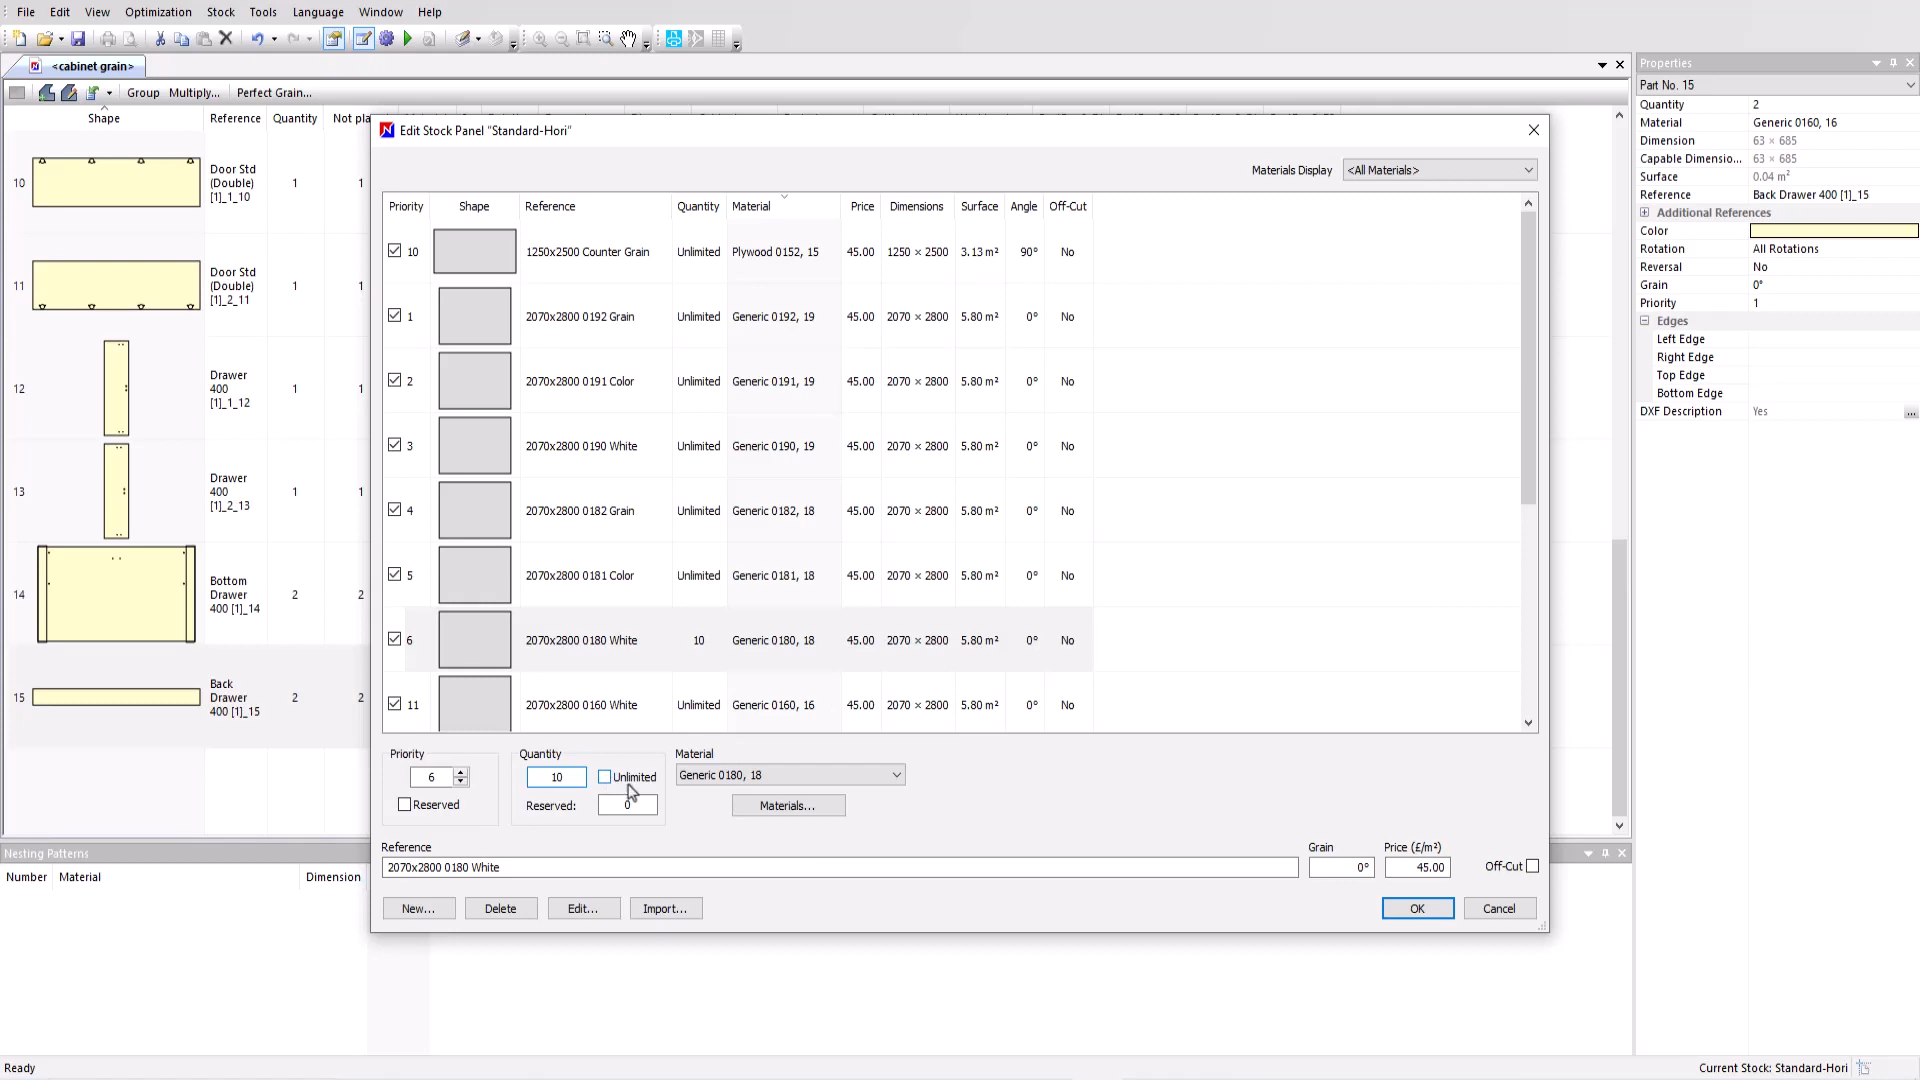 File Edit View Optimization Stock Tools Language Window Help
<cabinet grain>
Group Multiply... Perfect Grain...
Shape Reference Quantity Not pla
10 Door Std (Double) [1]_1_10 1 1
11 Door Std (Double) [1]_2_11 1 1
12 Drawer 400 [1]_1_12 1 1
13 Drawer 400 [1]_2_13 1 1
14 Bottom Drawer 400 [1]_14 2 2
15 Back Drawer 400 [1]_15 2 2
Edit Stock Panel "Standard-Hori"
Materials Display <All Materials>
Priority Shape Reference Quantity Material Price Dimensions Surface Angle Off-Cut
10 1250x2500 Counter Grain Unlimited Plywood 0152, 15 45.00 1250 × 2500 3.13 m² 90° No
1 2070x2800 0192 Grain Unlimited Generic 0192, 19 45.00 2070 × 2800 5.80 m² 0° No
2 2070x2800 0191 Color Unlimited Generic 0191, 19 45.00 2070 × 2800 5.80 m² 0° No
3 2070x2800 0190 White Unlimited Generic 0190, 19 45.00 2070 × 2800 5.80 m² 0° No
4 2070x2800 0182 Grain Unlimited Generic 0182, 18 45.00 2070 × 2800 5.80 m² 0° No
5 2070x2800 0181 Color Unlimited Generic 0181, 18 45.00 2070 × 2800 5.80 m² 0° No
6 2070x2800 0180 White 10 Generic 0180, 18 45.00 2070 × 2800 5.80 m² 0° No
11 2070x2800 0160 White Unlimited Generic 0160, 16 45.00 2070 × 2800 5.80 m² 0° No
Priority Quantity Material
6 10 Unlimited Generic 0180, 18
Reserved Reserved: 0 Materials...
Reference Grain Price (£/m²)
2070x2800 0180 White 0° 45.00 Off-Cut
New... Delete Edit... Import... OK Cancel
Properties
Part No. 15
Quantity 2
Material Generic 0160, 16
Dimension 63 × 685
Capable Dimensio... 63 × 685
Surface 0.04 m²
Reference Back Drawer 400 [1]_15
Additional References
Color
Rotation All Rotations
Reversal No
Grain 0°
Priority 1
Edges
Left Edge
Right Edge
Top Edge
Bottom Edge
DXF Description Yes ...
Nesting Patterns
Number Material Dimension
Ready Current Stock: Standard-Hori